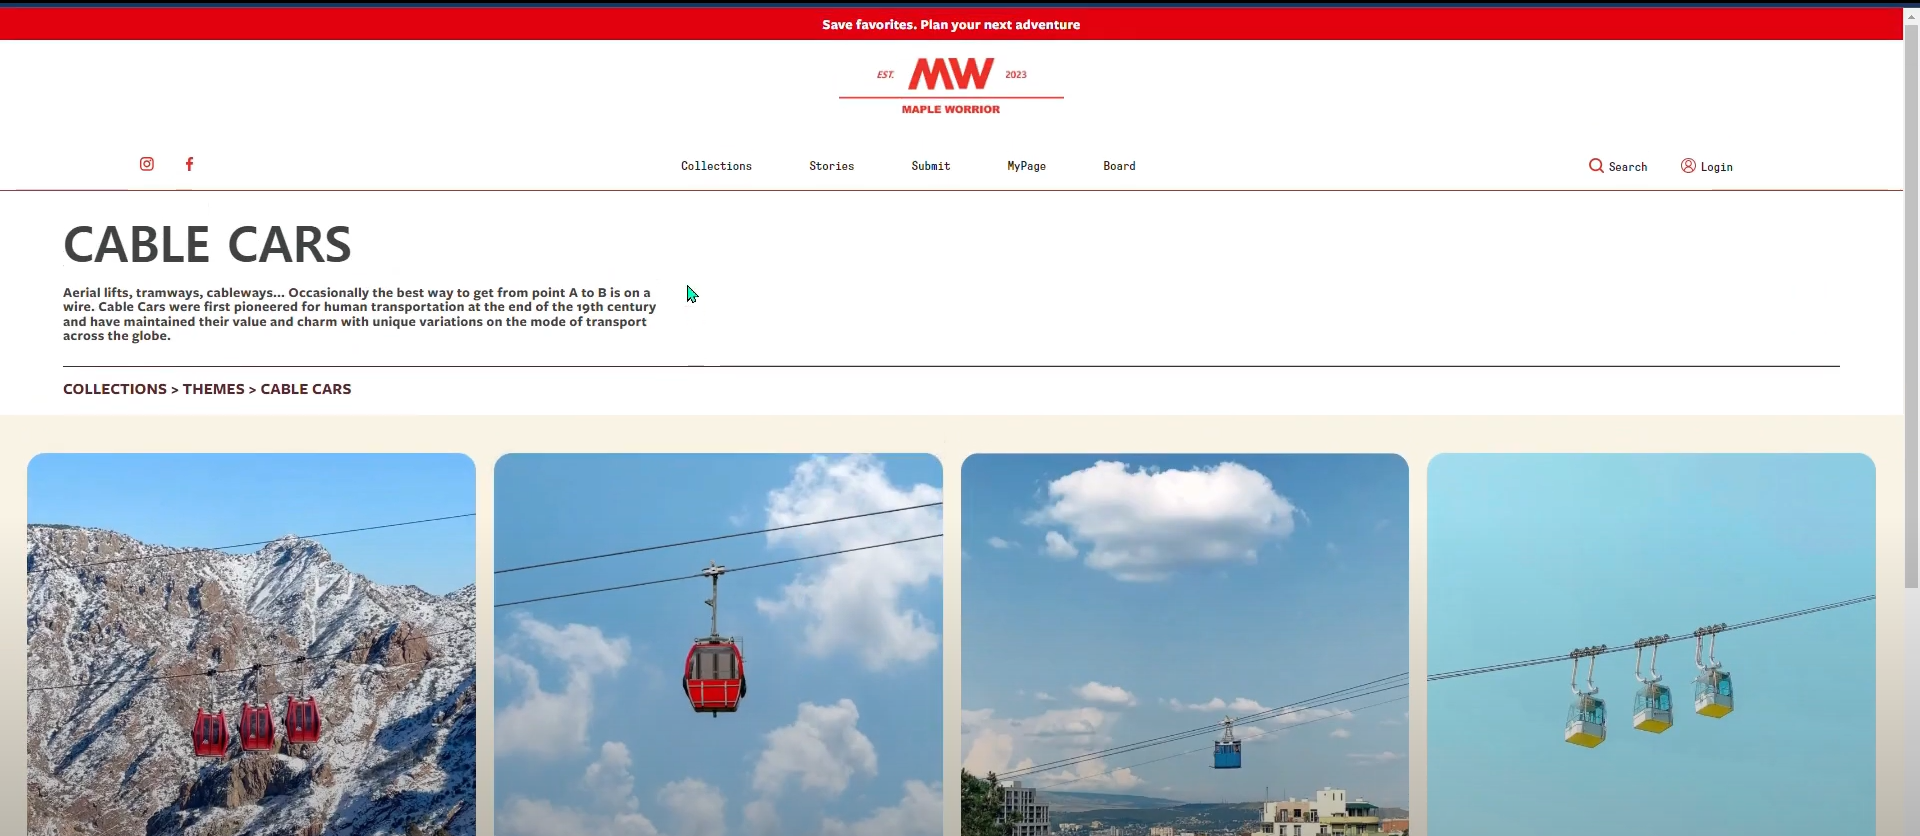 Save favorites. Plan your next adventure
EST. MW 2023
MAPLE WORRIOR
Collections Stories Submit MyPage Board Search Login
CABLE CARS
Aerial lifts, tramways, cableways... Occasionally the best way to get from point A to B is on a
wire. Cable Cars were first pioneered for human transportation at the end of the 19th century
and have maintained their value and charm with unique variations on the mode of transport
across the globe.
COLLECTIONS > THEMES > CABLE CARS